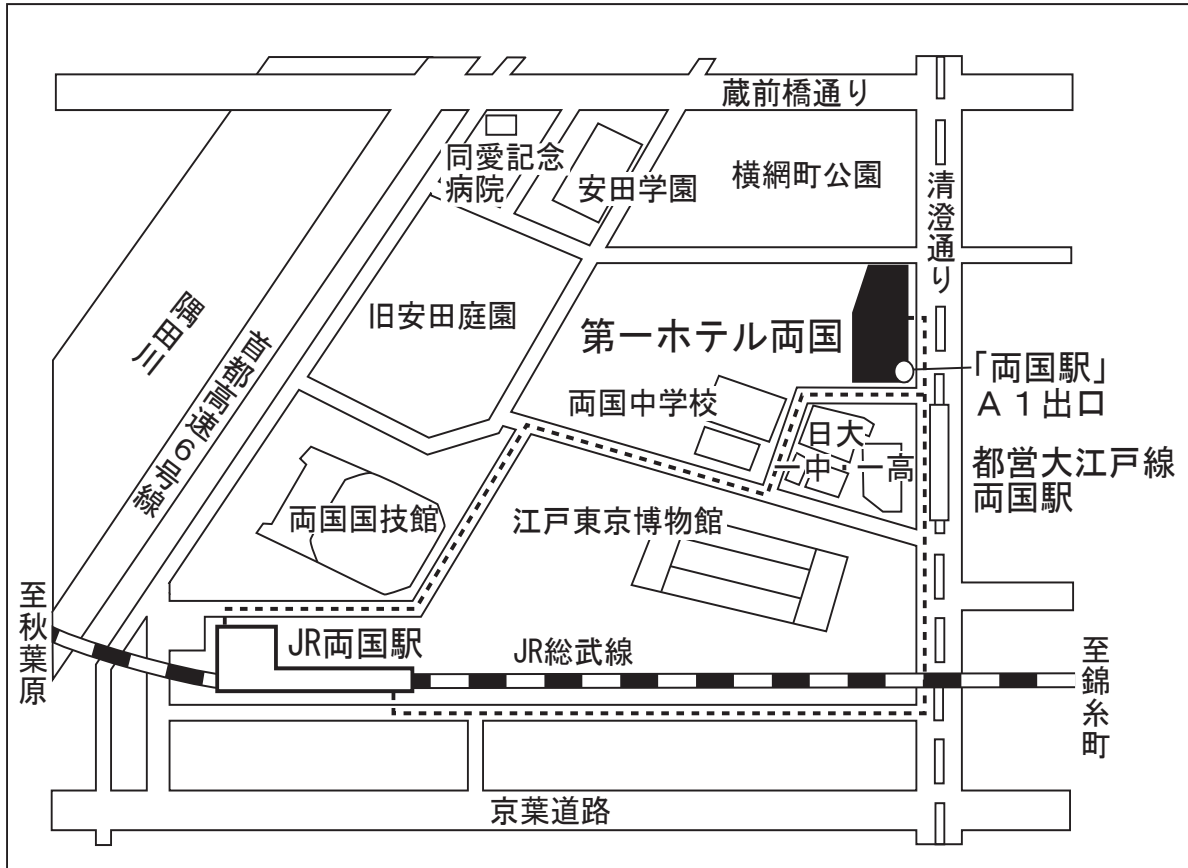 蔵前橋通り
同愛記念
病院
安田学園
横網町公園
清澄通り
隅田川
首都高速6号線
旧安田庭園
第一ホテル両国
「両国駅」
A1出口
両国中学校
日大
一中・一高
都営大江戸線
両国駅
両国国技館
江戸東京博物館
至秋葉原
JR両国駅
JR総武線
至錦糸町
京葉道路